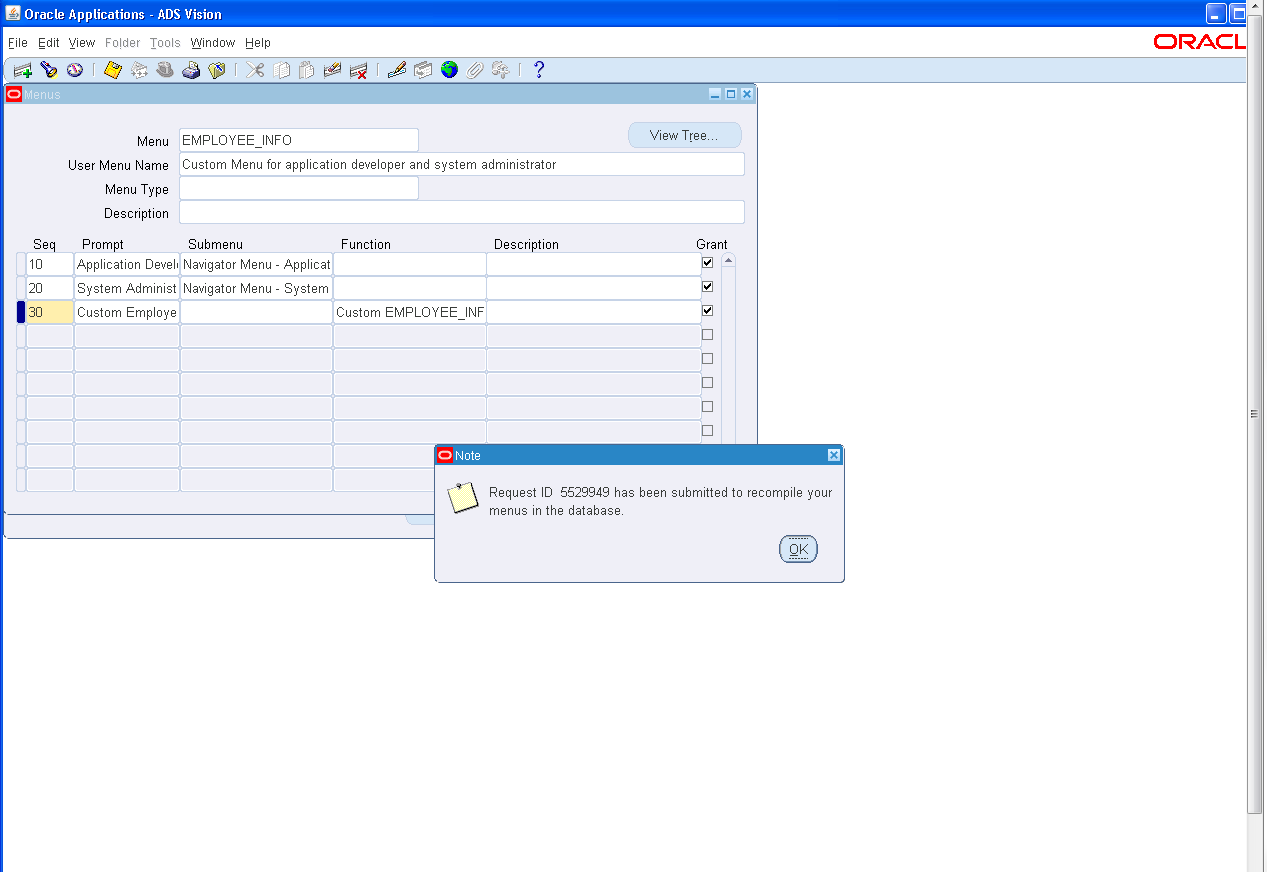 Oracle Applications - ADS Vision
File Edit View Folder Tools Window Help
ORACL
Menus
Menu EMPLOYEE_INFO View Tree...
User Menu Name Custom Menu for application developer and system administrator
Menu Type
Description
Seq Prompt Submenu Function Description Grant
10 Application Devel Navigator Menu - Applicat
20 System Administ Navigator Menu - System
30 Custom Employe Custom EMPLOYEE_INF
Note
Request ID 5529949 has been submitted to recompile your
menus in the database.
OK